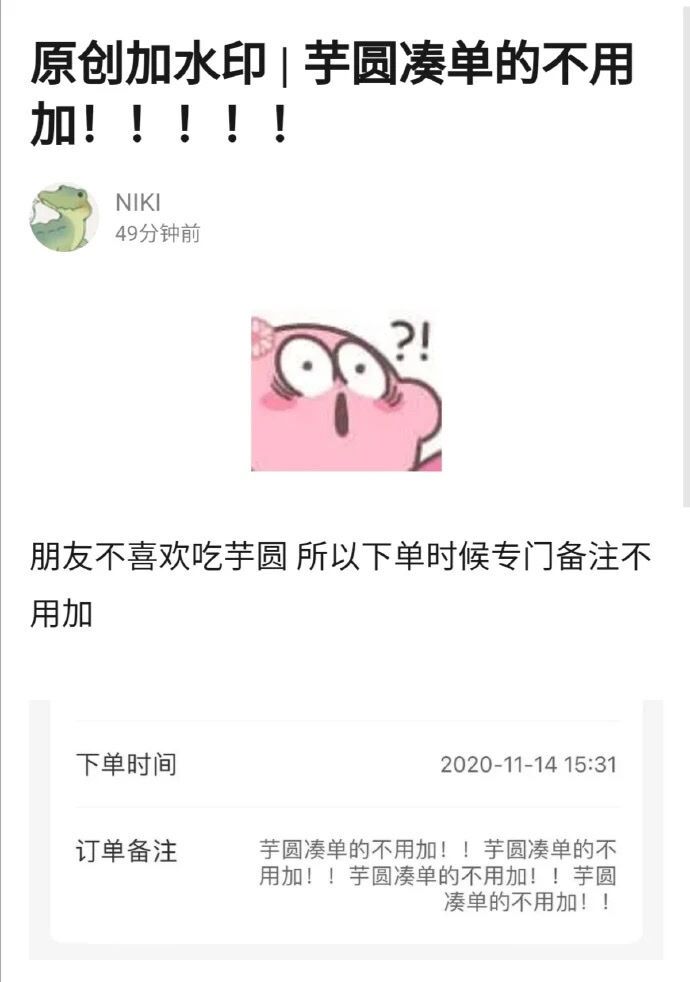 原创加水印 | 芋圆凑单的不用
加！！！！！
NIKI
49分钟前
?!
朋友不喜欢吃芋圆 所以下单时候专门备注不
用加
下单时间
2020-11-14 15:31
订单备注
芋圆凑单的不用加！！芋圆凑单的不
用加！！芋圆凑单的不用加！！芋圆
凑单的不用加！！